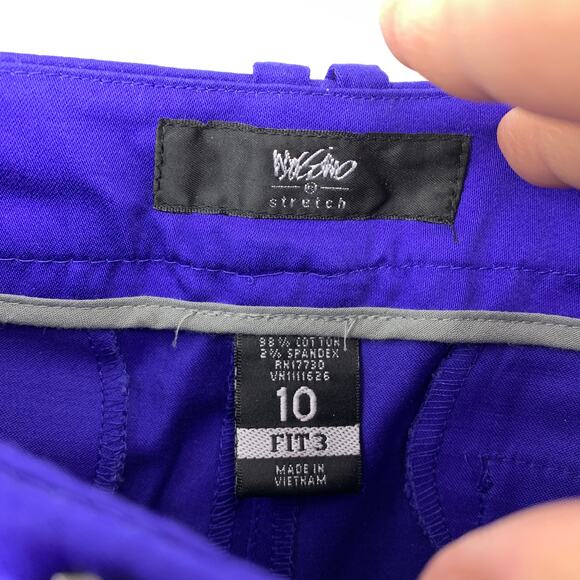 mossimo
®
stretch
98% COTTON
2% SPANDEX
RN17730
VN1111626
10
FIT3
MADE IN
VIETNAM